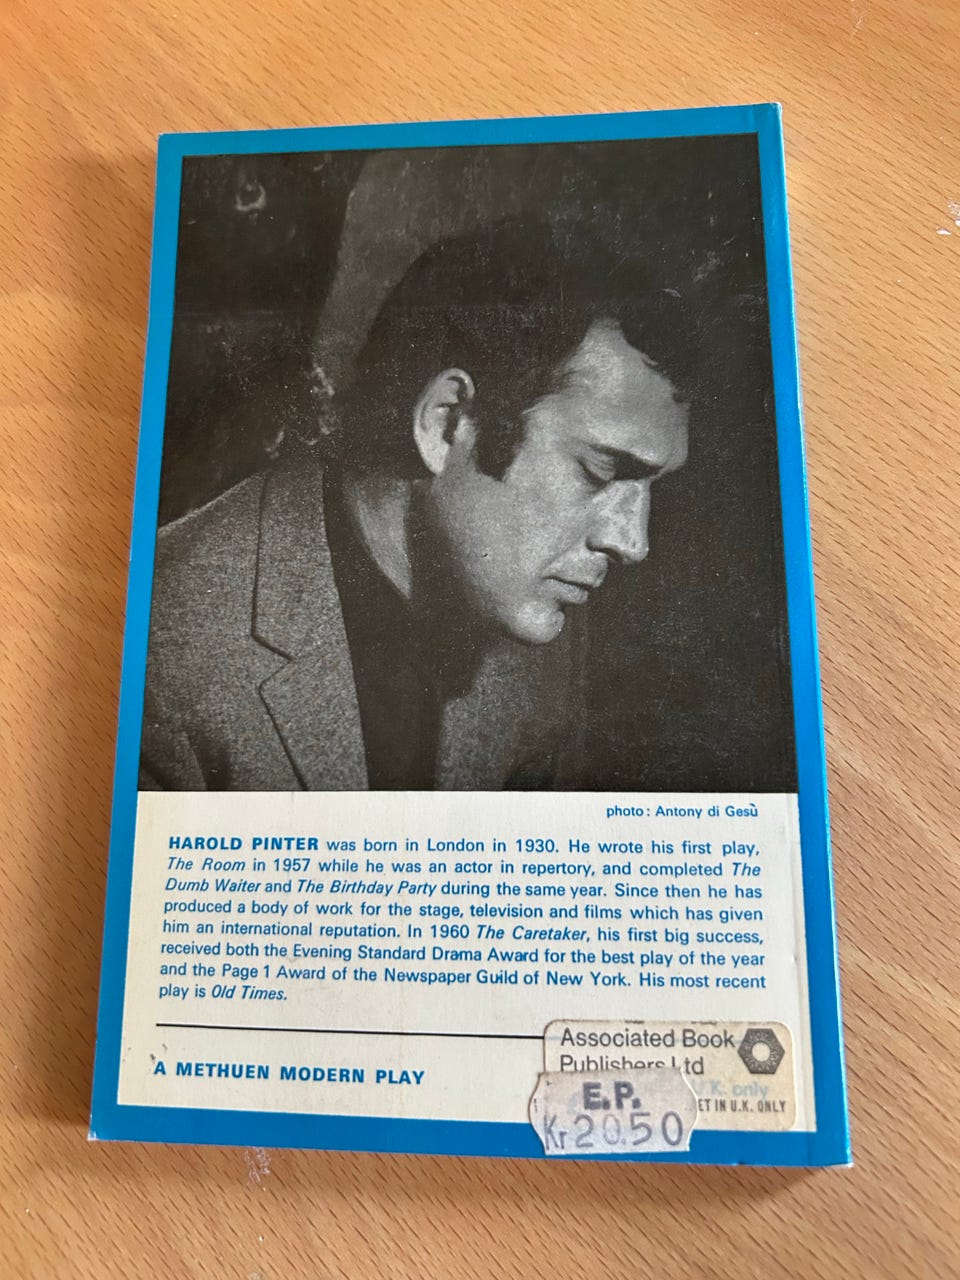 photo: Antony di Gesù
HAROLD PINTER was born in London in 1930. He wrote his first play,
The Room in 1957 while he was an actor in repertory, and completed The
Dumb Waiter and The Birthday Party during the same year. Since then he has
produced a body of work for the stage, television and films which has given
him an international reputation. In 1960 The Caretaker, his first big success,
received both the Evening Standard Drama Award for the best play of the year
and the Page 1 Award of the Newspaper Guild of New York. His most recent
play is Old Times.
A METHUEN MODERN PLAY
Associated Book
Publishers Ltd
U.K. only
ET IN U.K. ONLY
E.P.
Kr 20.50